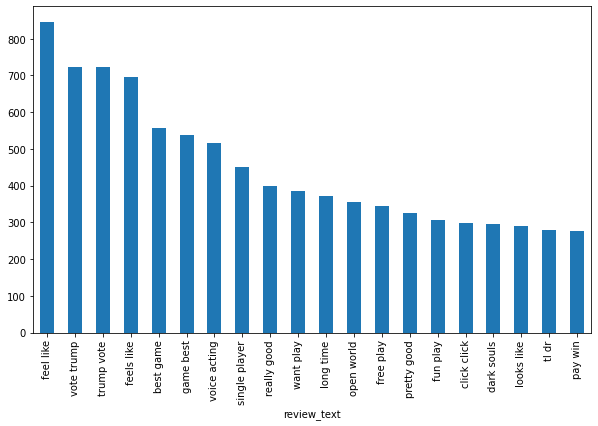 800
700
600
500
400
300
200
100
0
feel like
vote trump
trump vote
feels like
best game
game best
voice acting
single player
really good
want play
long time
open world
free play
pretty good
fun play
click click
dark souls
looks like
tl dr
pay win
review_text